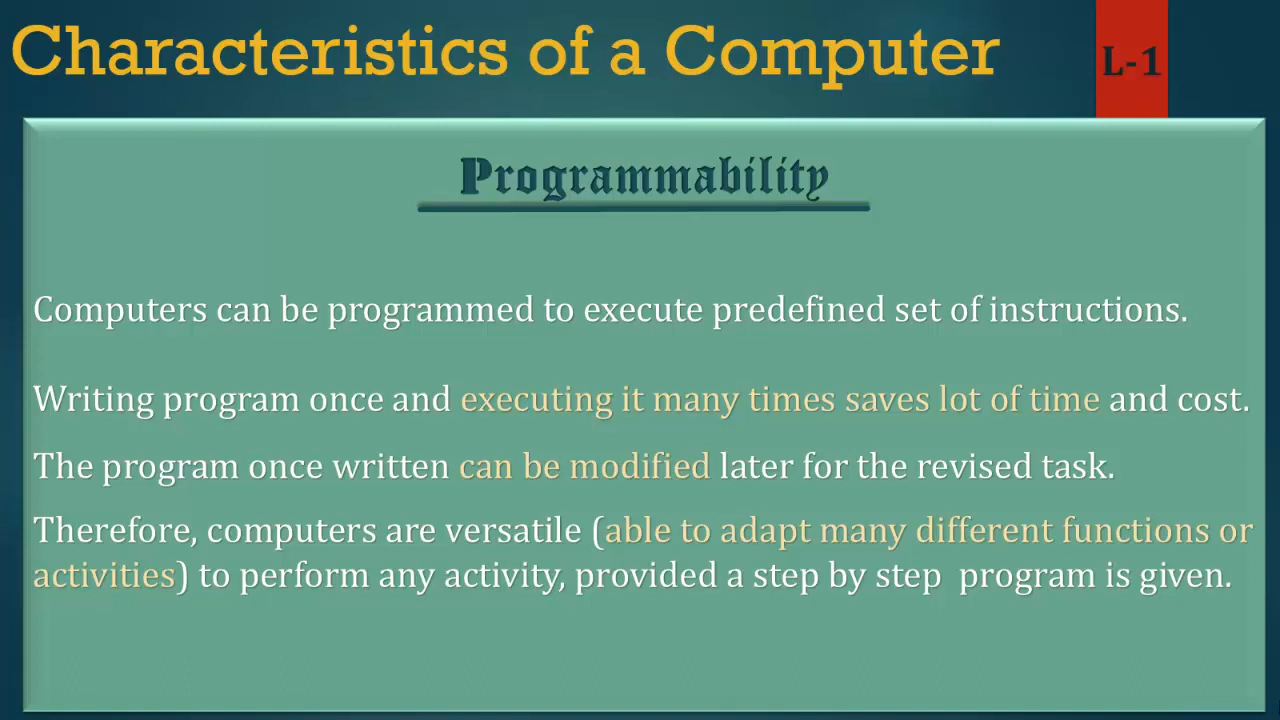 Characteristics of a Computer
L-1
Programmability
Computers can be programmed to execute predefined set of instructions.
Writing program once and executing it many times saves lot of time and cost.
The program once written can be modified later for the revised task.
Therefore, computers are versatile (able to adapt many different functions or
activities) to perform any activity, provided a step by step  program is given.